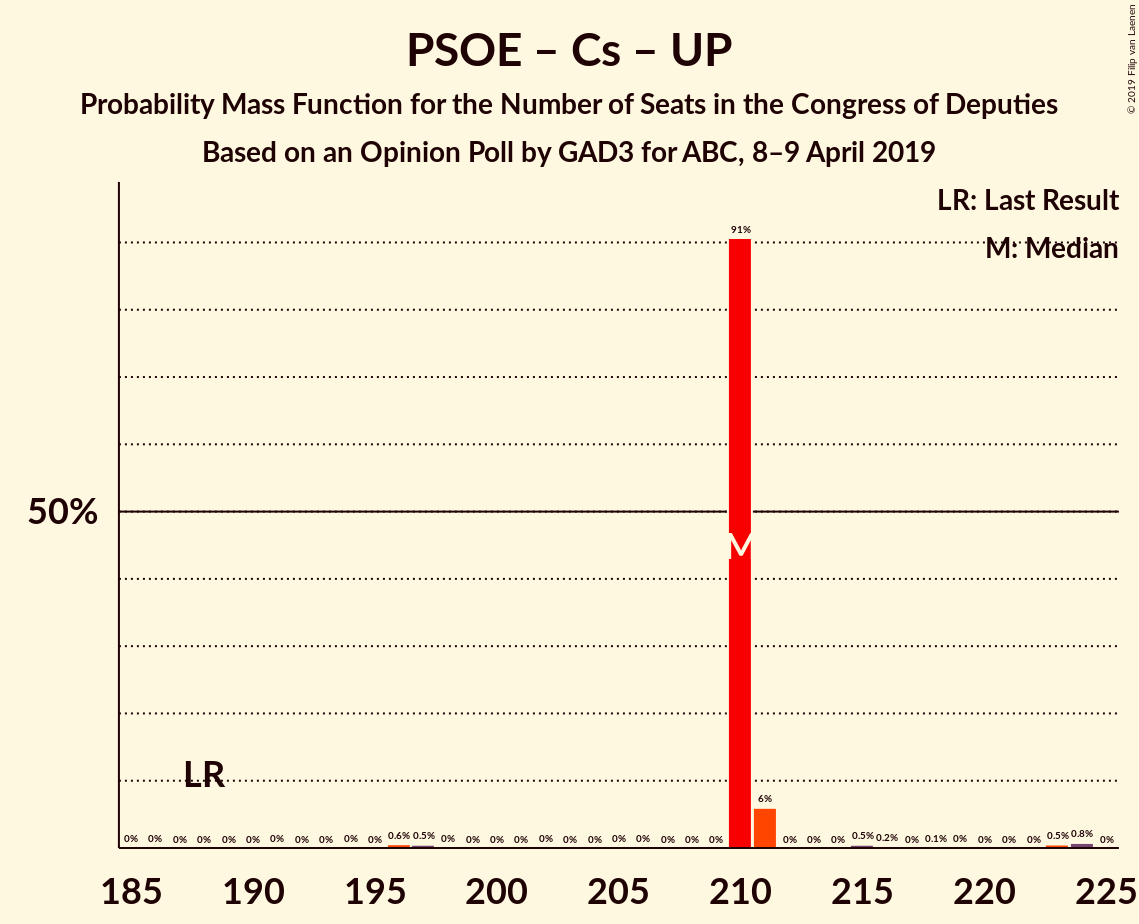 PSOE – Cs – UP
Probability Mass Function for the Number of Seats in the Congress of Deputies
Based on an Opinion Poll by GAD3 for ABC, 8–9 April 2019
© 2019 Filip van Laenen
LR: Last Result
M: Median
91%
50%
M
LR
6%
0% 0% 0% 0% 0% 0% 0% 0% 0% 0% 0% 0.6% 0.5% 0% 0% 0% 0% 0% 0% 0% 0% 0% 0% 0% 0% 0% 0% 0% 0.5% 0.2% 0% 0.1% 0% 0% 0% 0% 0.5% 0.8% 0%
185 190 195 200 205 210 215 220 225